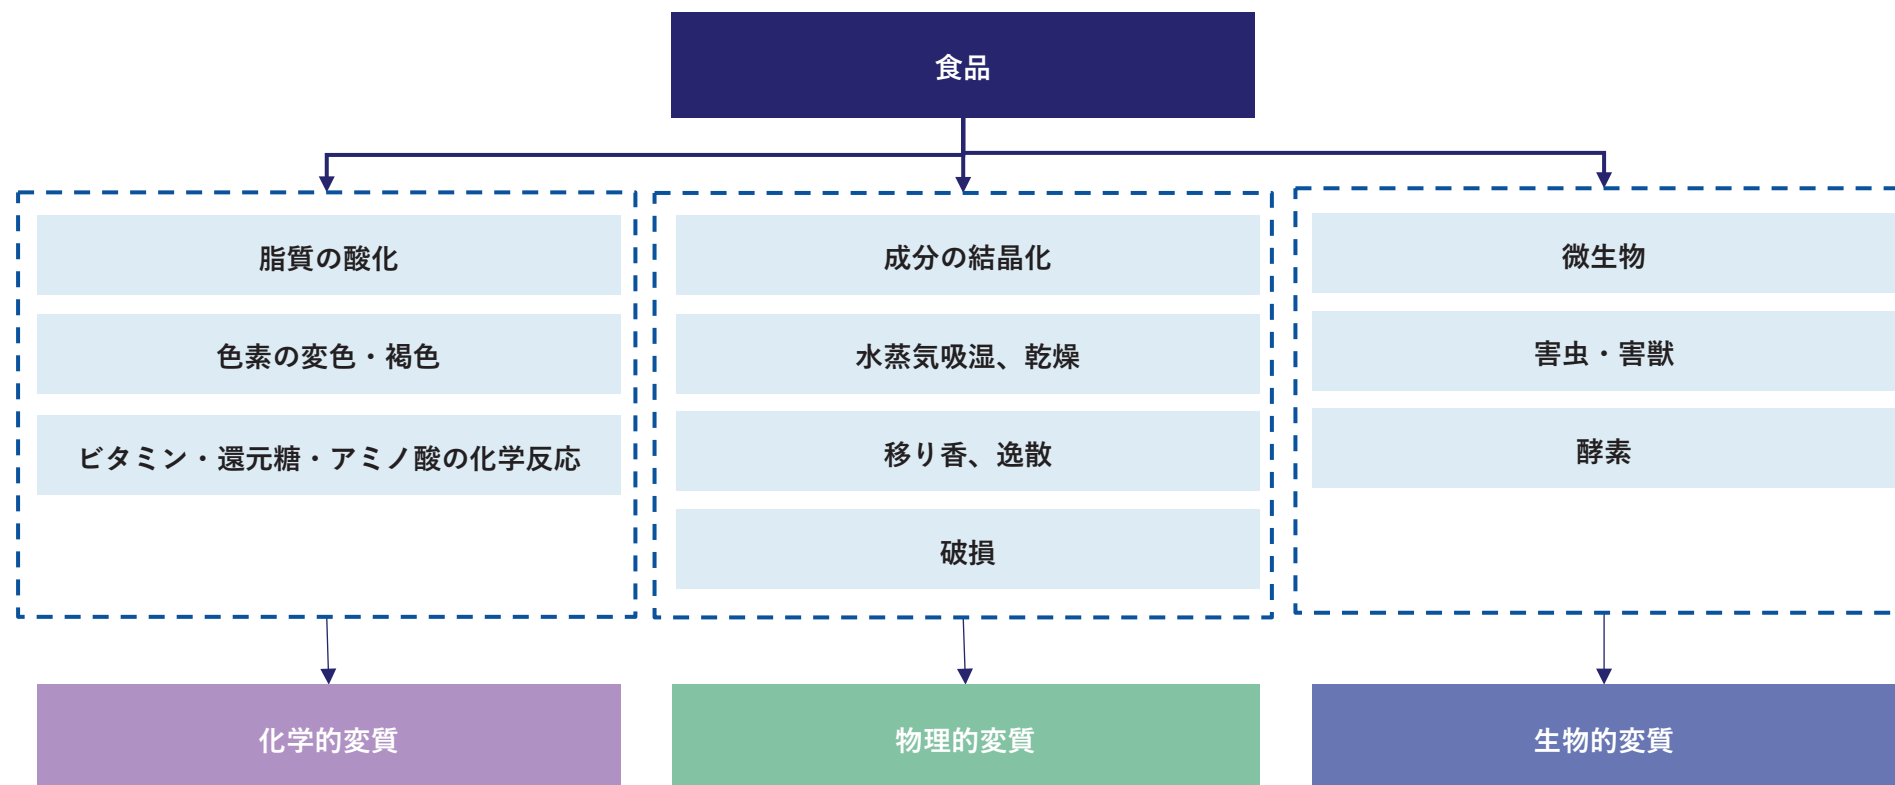 食品
脂質の酸化
色素の変色・褐色
ビタミン・還元糖・アミノ酸の化学反応
成分の結晶化
水蒸気吸湿、乾燥
移り香、逸散
破損
微生物
害虫・害獣
酵素
化学的変質
物理的変質
生物的変質